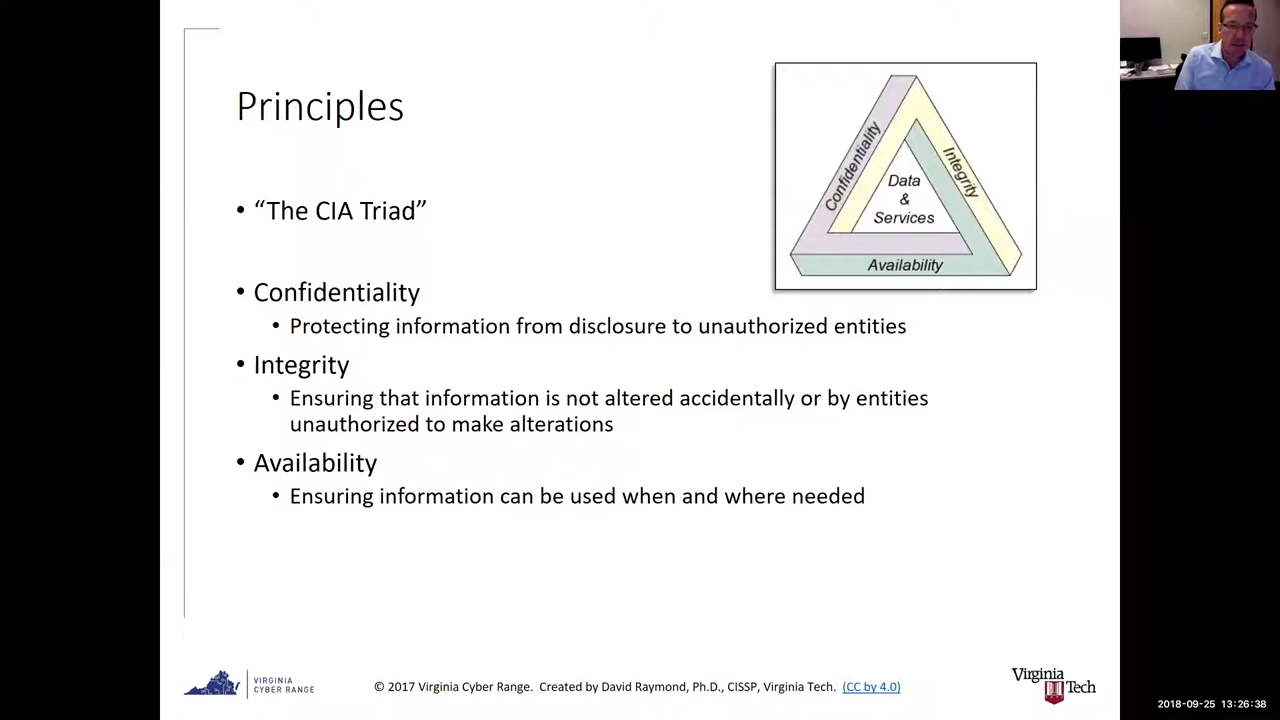 Principles
• “The CIA Triad”
Confidentiality
Integrity
Data
&
Services
Availability
• Confidentiality
• Protecting information from disclosure to unauthorized entities
• Integrity
• Ensuring that information is not altered accidentally or by entities
unauthorized to make alterations
• Availability
• Ensuring information can be used when and where needed
VIRGINIA
CYBER RANGE
© 2017 Virginia Cyber Range. Created by David Raymond, Ph.D., CISSP, Virginia Tech. (CC by 4.0)
Virginia
Tech
2018-09-25 13:26:38